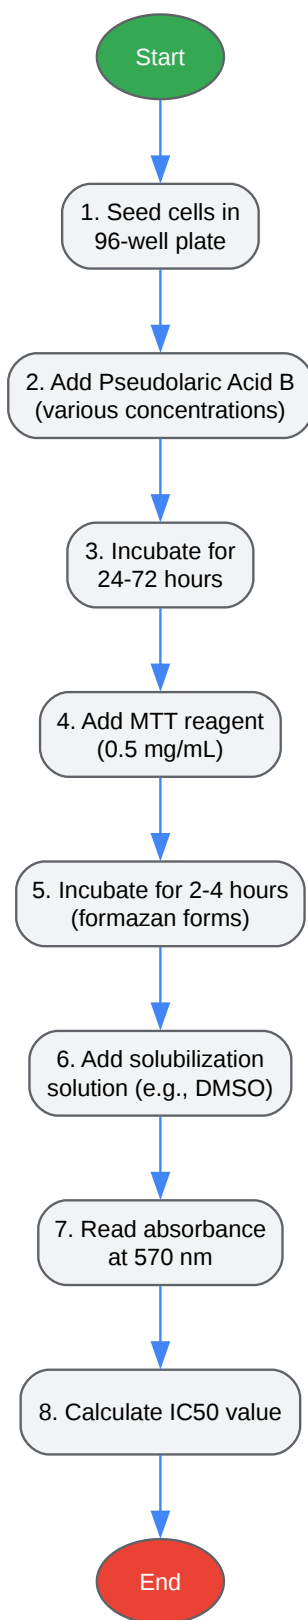 Start
1. Seed cells in
96-well plate
2. Add Pseudolaric Acid B
(various concentrations)
3. Incubate for
24-72 hours
4. Add MTT reagent
(0.5 mg/mL)
5. Incubate for 2-4 hours
(formazan forms)
6. Add solubilization
solution (e.g., DMSO)
7. Read absorbance
at 570 nm
8. Calculate IC50 value
End